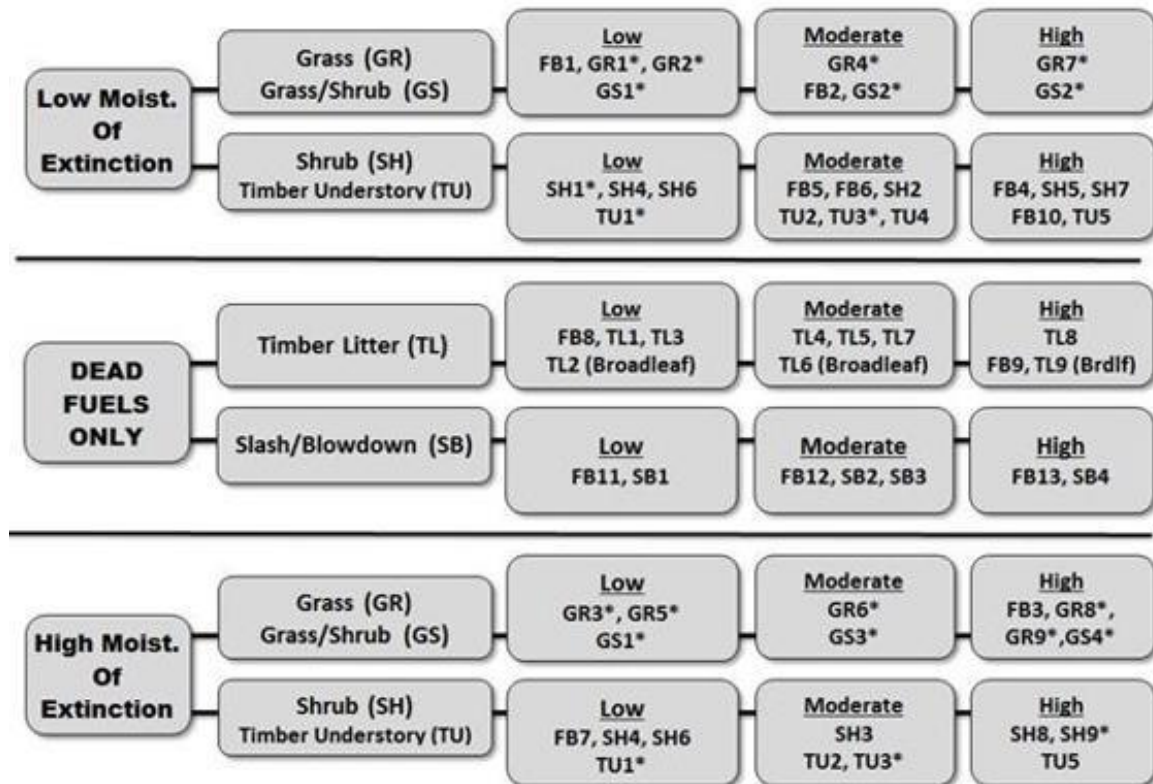 Low Moist.
Of
Extinction
Grass (GR)
Grass/Shrub (GS)
Low
FB1, GR1*, GR2*
GS1*
Moderate
GR4*
FB2, GS2*
High
GR7*
GS2*
Shrub (SH)
Timber Understory (TU)
Low
SH1*, SH4, SH6
TU1*
Moderate
FB5, FB6, SH2
TU2, TU3*, TU4
High
FB4, SH5, SH7
FB10, TU5
DEAD
FUELS
ONLY
Timber Litter (TL)
Low
FB8, TL1, TL3
TL2 (Broadleaf)
Moderate
TL4, TL5, TL7
TL6 (Broadleaf)
High
TL8
FB9, TL9 (Brdlf)
Slash/Blowdown (SB)
Low
FB11, SB1
Moderate
FB12, SB2, SB3
High
FB13, SB4
High Moist.
Of
Extinction
Grass (GR)
Grass/Shrub (GS)
Low
GR3*, GR5*
GS1*
Moderate
GR6*
GS3*
High
FB3, GR8*,
GR9*,GS4*
Shrub (SH)
Timber Understory (TU)
Low
FB7, SH4, SH6
TU1*
Moderate
SH3
TU2, TU3*
High
SH8, SH9*
TU5